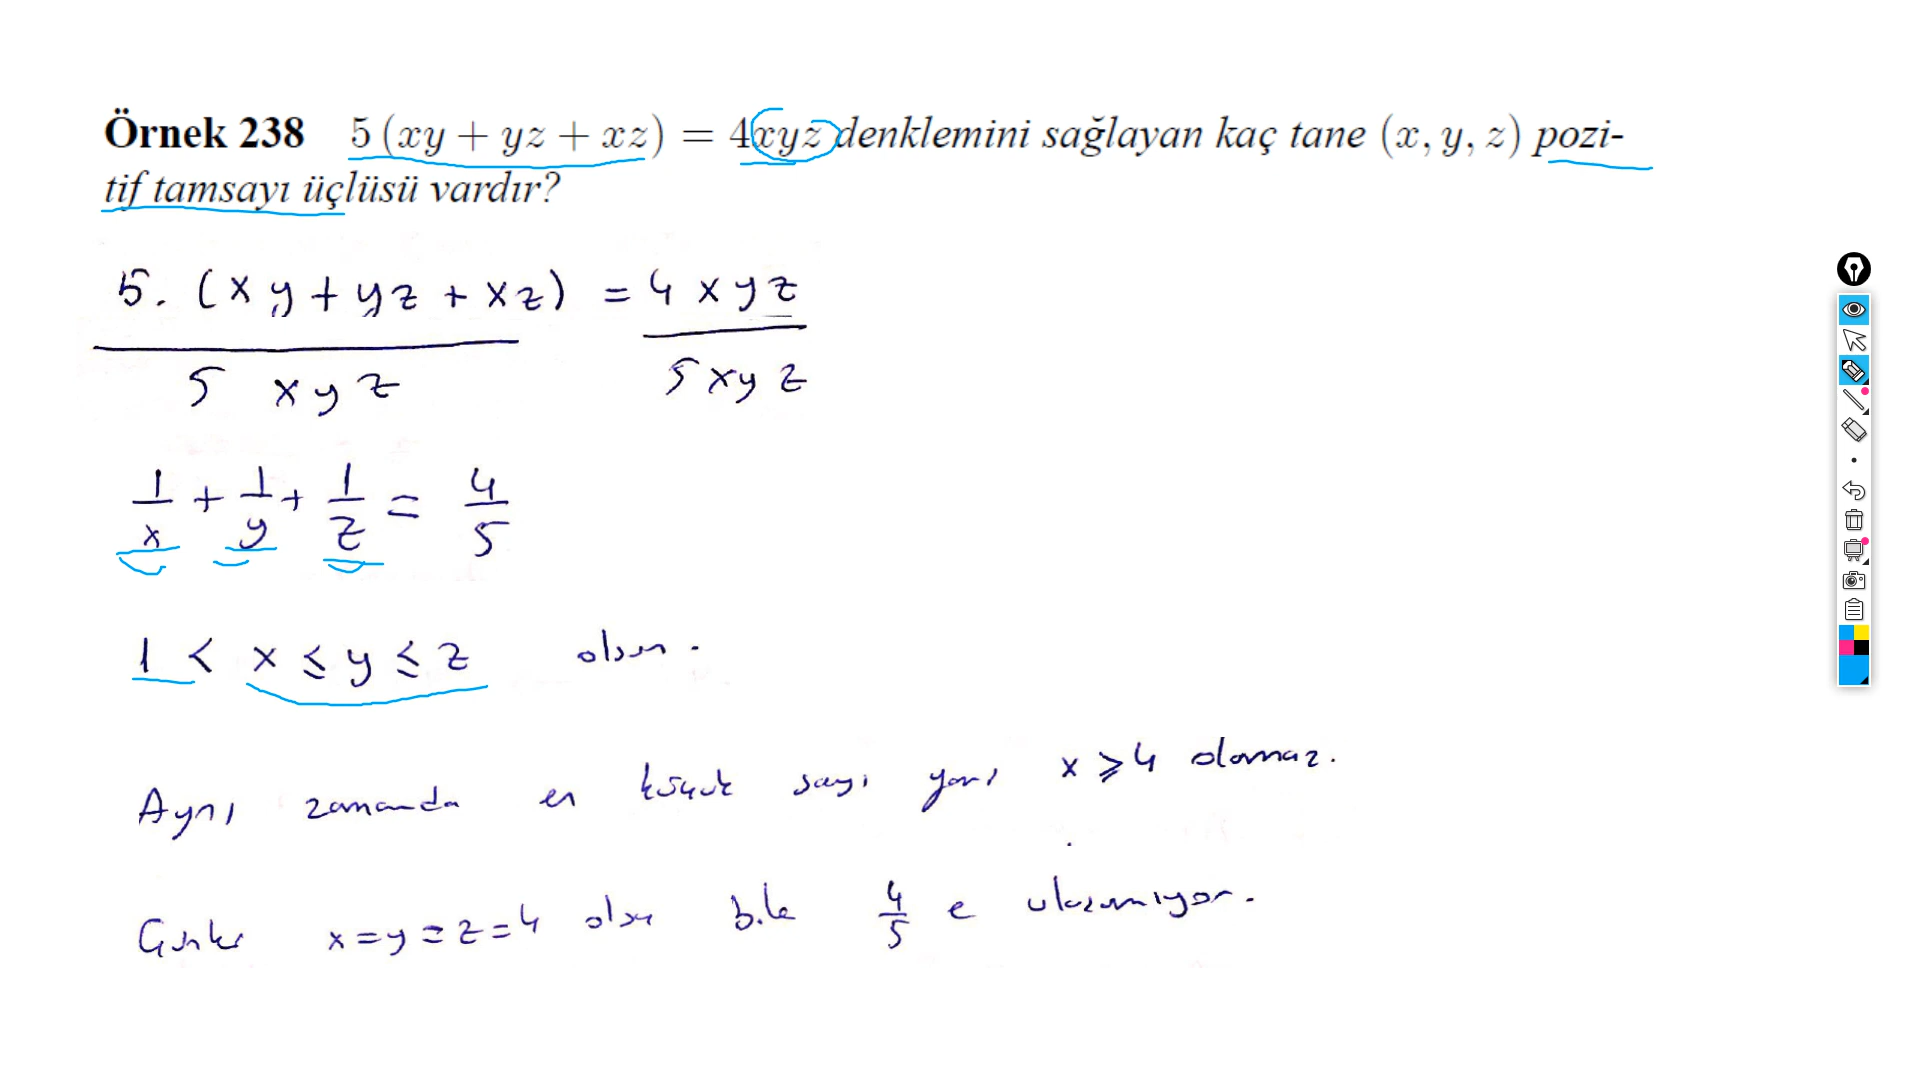 Örnek 238 5 (xy + yz + xz) = 4xyz denklemini sağlayan kaç tane (x, y, z) pozi-
tif tamsayı üçlüsü vardır?
5. (xy + yz + xz) = 4xyz
5 xyz 5xyz
1/x + 1/y + 1/z = 4/5
1 < x ≤ y ≤ z olsun.
Aynı zamanda en küçük sayı yani x ⩾ 4 olamaz.
Çünkü x = y = z = 4 olsa bile 4/5 e ulaşamıyor.